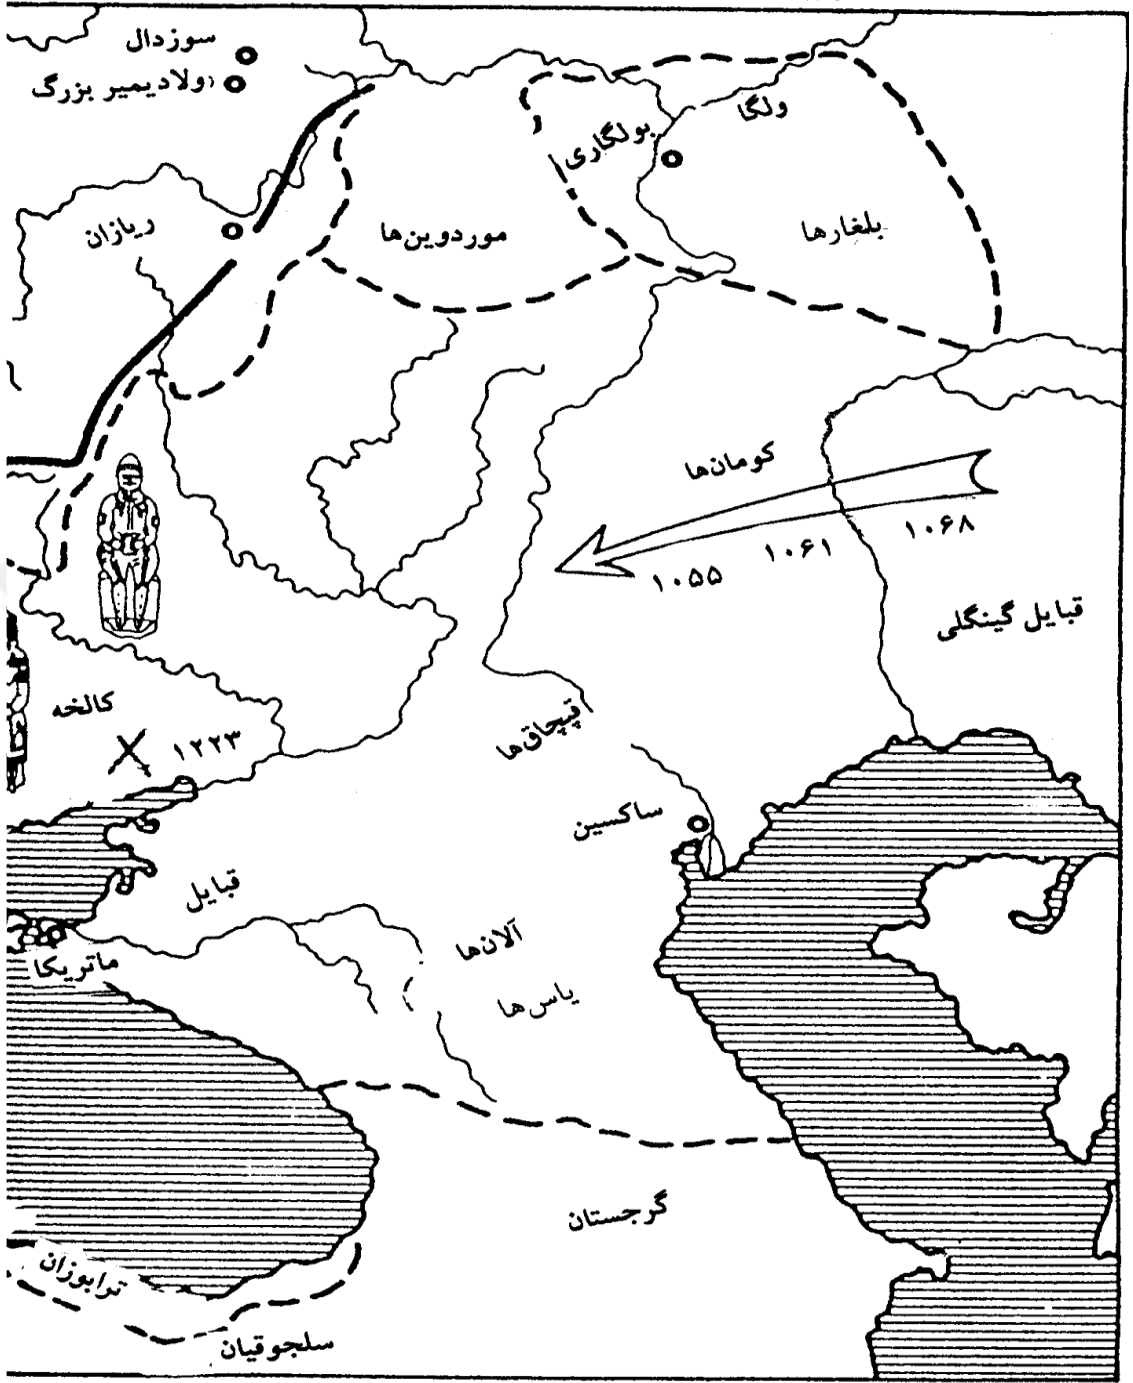 سوزدال
ولادیمیر بزرگ
ولگا
بولگاری
ریازان
موردوین‌ها
بلغارها
کومان‌ها
۱۰۶۸
۱۰۶۱
۱۰۵۵
قبایل گینگلی
کالخه
۱۲۲۳
قپچاق‌ها
ساکسین
قبایل
آلان‌ها
ماتریکا
یاس‌ها
گرجستان
ترابوزان
سلجوقیان